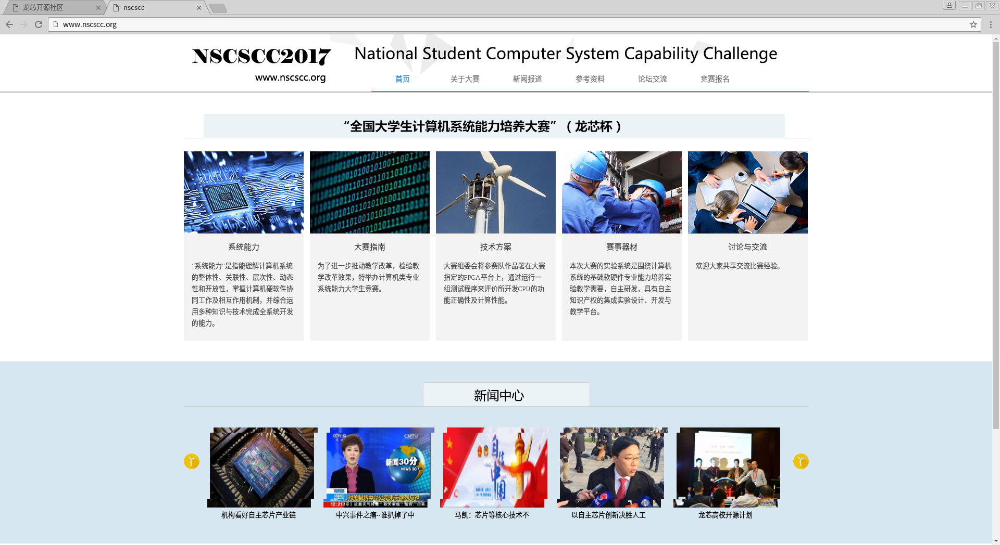 龙芯开源社区
nscscc
www.nscscc.org
NSCSCC2017
National Student Computer System Capability Challenge
www.nscscc.org
首页 关于大赛 新闻报道 参考资料 论坛交流 竞赛报名
“全国大学生计算机系统能力培养大赛”（龙芯杯）
系统能力
“系统能力”是指能理解计算机系统
的整体性、关联性、层次性、动态
性和开放性，掌握计算机硬软件协
同工作及相互作用机制，并综合运
用多种知识与技术完成全系统开发
的能力。
大赛指南
为了进一步推动教学改革，检验教
学改革效果，特举办计算机类专业
系统能力大学生竞赛。
技术方案
大赛组委会将参赛队作品署在大赛
指定的FPGA平台上，通过运行一
组测试程序来评价所开发CPU的功
能正确性及计算性能。
赛事器材
本次大赛的实验系统是围绕计算机
系统的基础软硬件专业能力培养实
验教学需要，自主研发，具有自主
知识产权的集成实验设计、开发与
教学平台。
讨论与交流
欢迎大家共享交流比赛经验。
新闻中心
CNTV
新闻30分
NEWS 30
商务部
12:21
自信中国
机构看好自主芯片产业链
中兴事件之痛--谁扒掉了中
马凯：芯片等核心技术不
以自主芯片创新决胜人工
龙芯高校开源计划